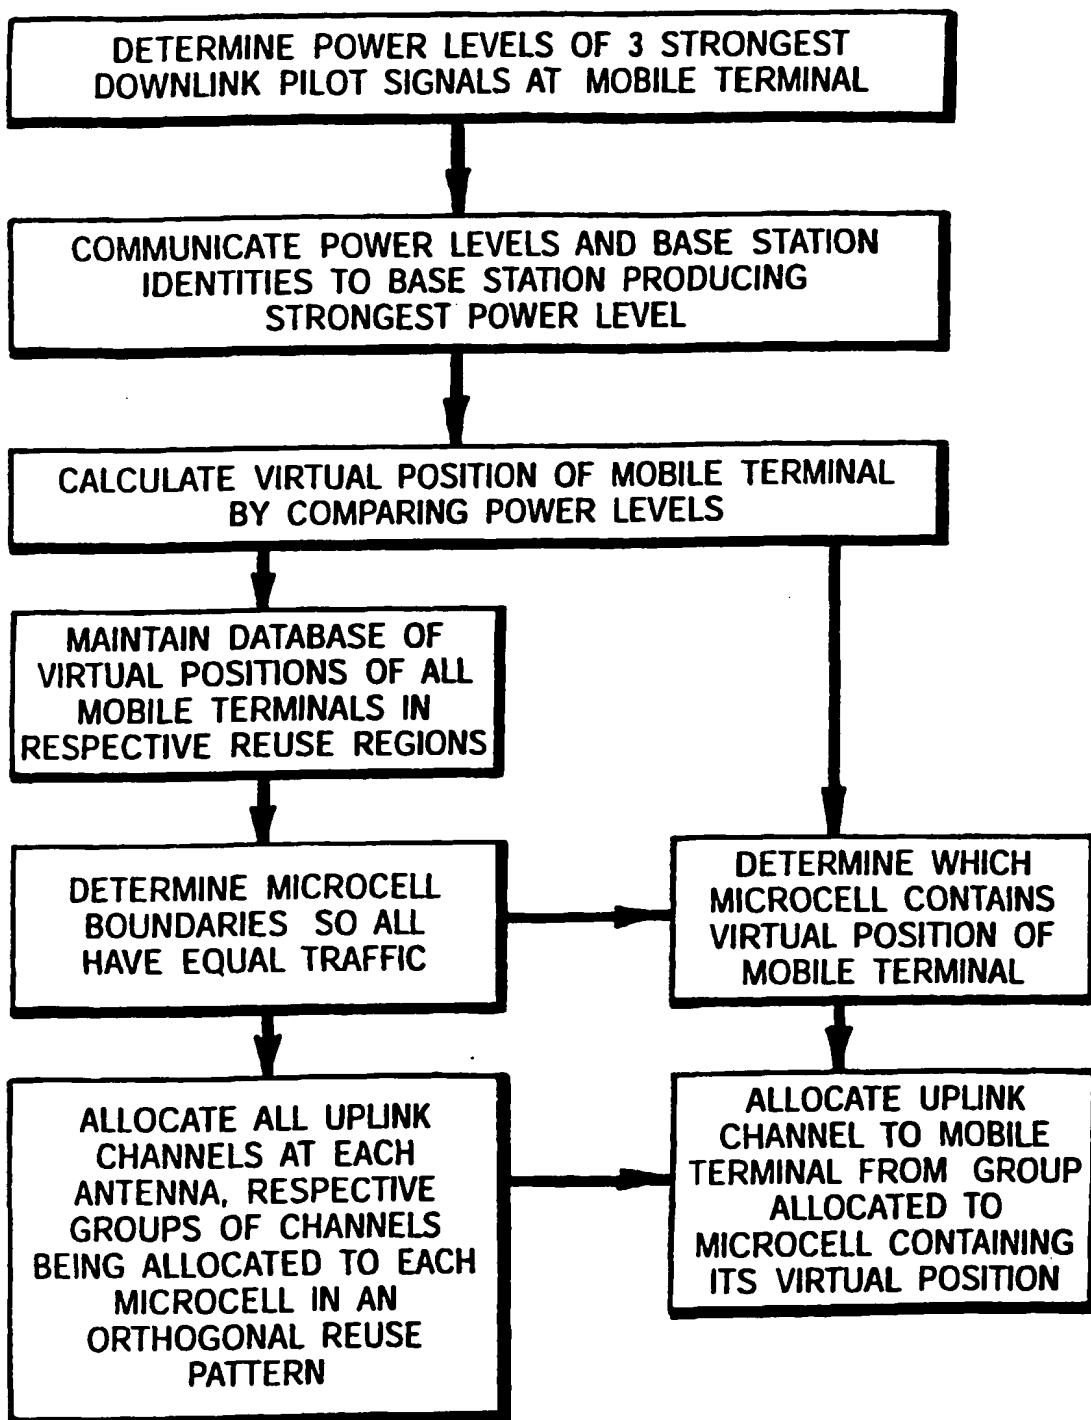 DETERMINE POWER LEVELS OF 3 STRONGEST
DOWNLINK PILOT SIGNALS AT MOBILE TERMINAL
COMMUNICATE POWER LEVELS AND BASE STATION
IDENTITIES TO BASE STATION PRODUCING
STRONGEST POWER LEVEL
CALCULATE VIRTUAL POSITION OF MOBILE TERMINAL
BY COMPARING POWER LEVELS
MAINTAIN DATABASE OF
VIRTUAL POSITIONS OF ALL
MOBILE TERMINALS IN
RESPECTIVE REUSE REGIONS
DETERMINE MICROCELL
BOUNDARIES SO ALL
HAVE EQUAL TRAFFIC
DETERMINE WHICH
MICROCELL CONTAINS
VIRTUAL POSITION OF
MOBILE TERMINAL
ALLOCATE ALL UPLINK
CHANNELS AT EACH
ANTENNA, RESPECTIVE
GROUPS OF CHANNELS
BEING ALLOCATED TO EACH
MICROCELL IN AN
ORTHOGONAL REUSE
PATTERN
ALLOCATE UPLINK
CHANNEL TO MOBILE
TERMINAL FROM GROUP
ALLOCATED TO
MICROCELL CONTAINING
ITS VIRTUAL POSITION